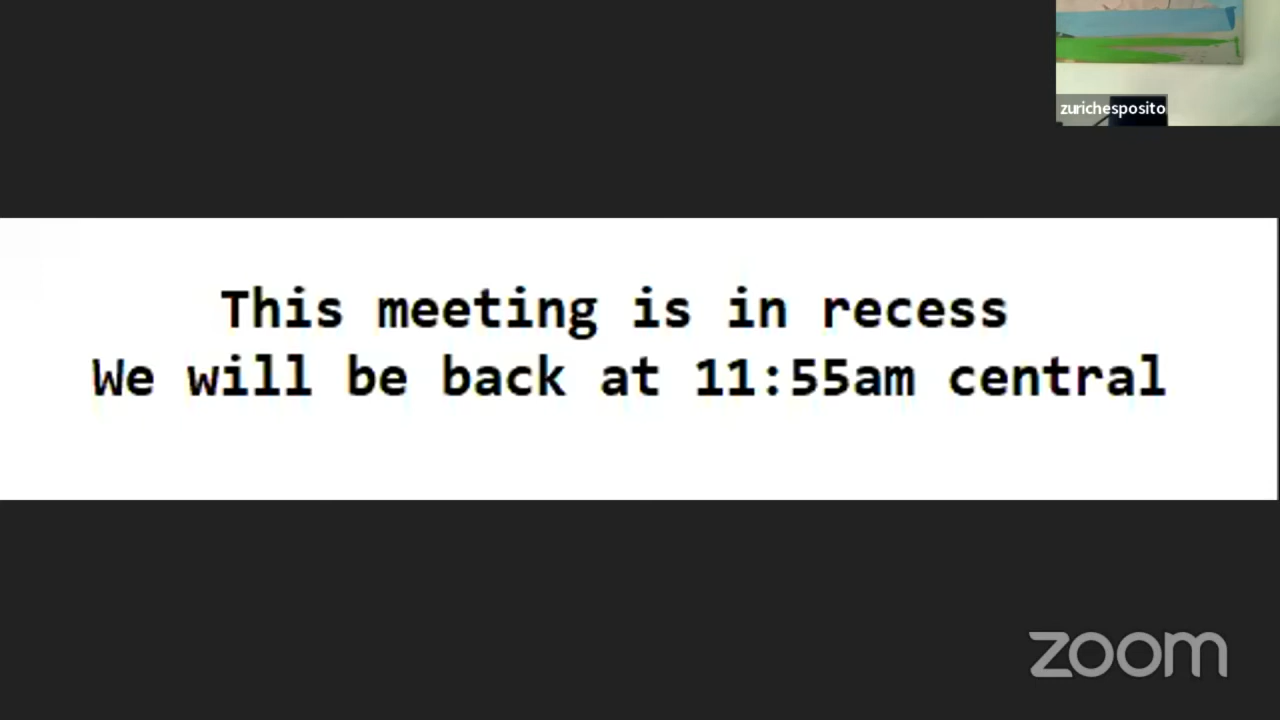 zurichesposito
This meeting is in recess
We will be back at 11:55am central
zoom